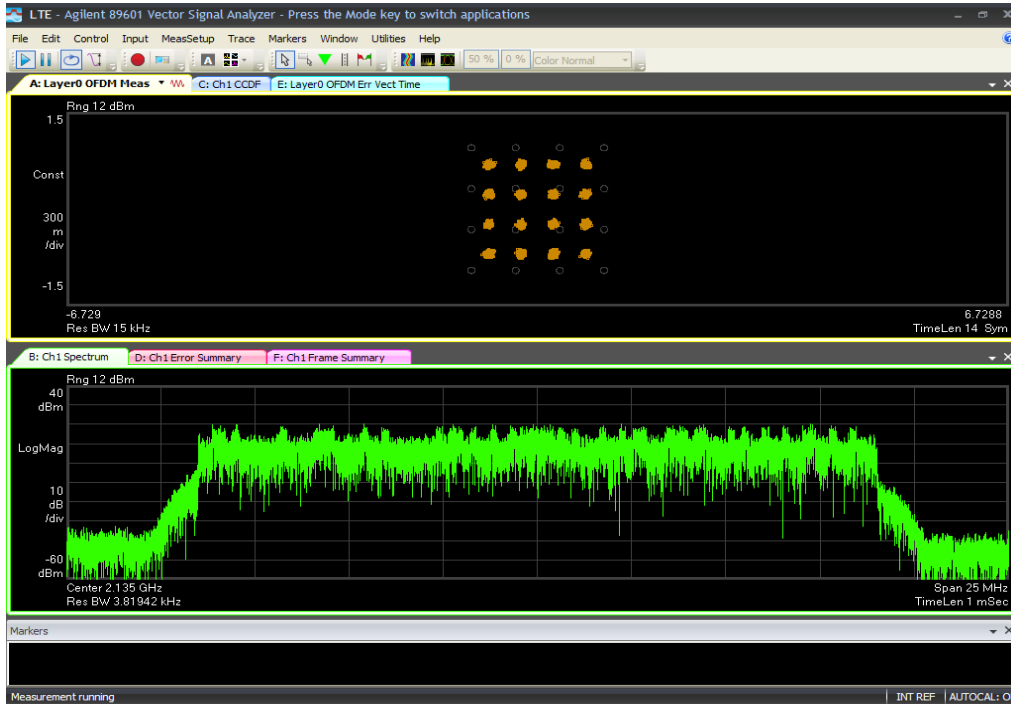 LTE - Agilent 89601 Vector Signal Analyzer - Press the Mode key to switch applications
File Edit Control Input MeasSetup Trace Markers Window Utilities Help
A 50 % 0 % Color Normal
A: Layer0 OFDM Meas C: Ch1 CCDF E: Layer0 OFDM Err Vect Time
Rng 12 dBm
1.5
Const
300
m
/div
-1.5
-6.729 6.7288
Res BW 15 kHz TimeLen 14 Sym
B: Ch1 Spectrum D: Ch1 Error Summary F: Ch1 Frame Summary
Rng 12 dBm
40
dBm
LogMag
10
dB
/div
-60
dBm
Center 2.135 GHz Span 25 MHz
Res BW 3.81942 kHz TimeLen 1 mSec
Markers
Measurement running INT REF AUTOCAL: O